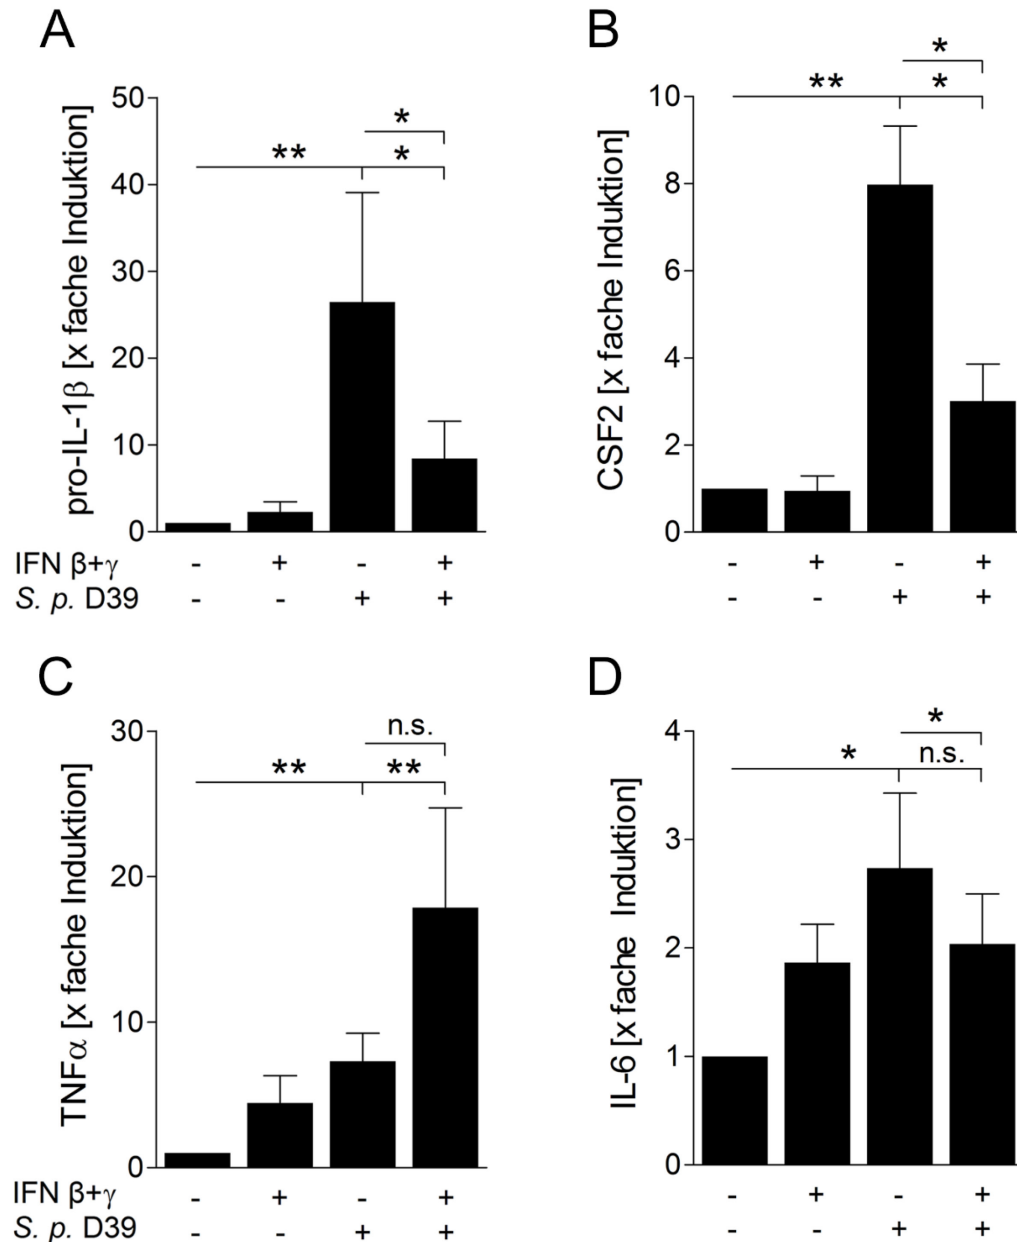 A
pro-IL-1β [x fache Induktion]
50
40
30
20
10
0
**
*
*
IFN β+γ - + - +
S. p. D39 - - + +
B
CSF2 [x fache Induktion]
10
8
6
4
2
0
*
**
*
- + - +
- - + +
C
TNFα [x fache Induktion]
30
20
10
0
n.s.
**
**
IFN β+γ - + - +
S. p. D39 - - + +
D
IL-6 [x fache Induktion]
4
3
2
1
0
*
*
n.s.
- + - +
- - + +